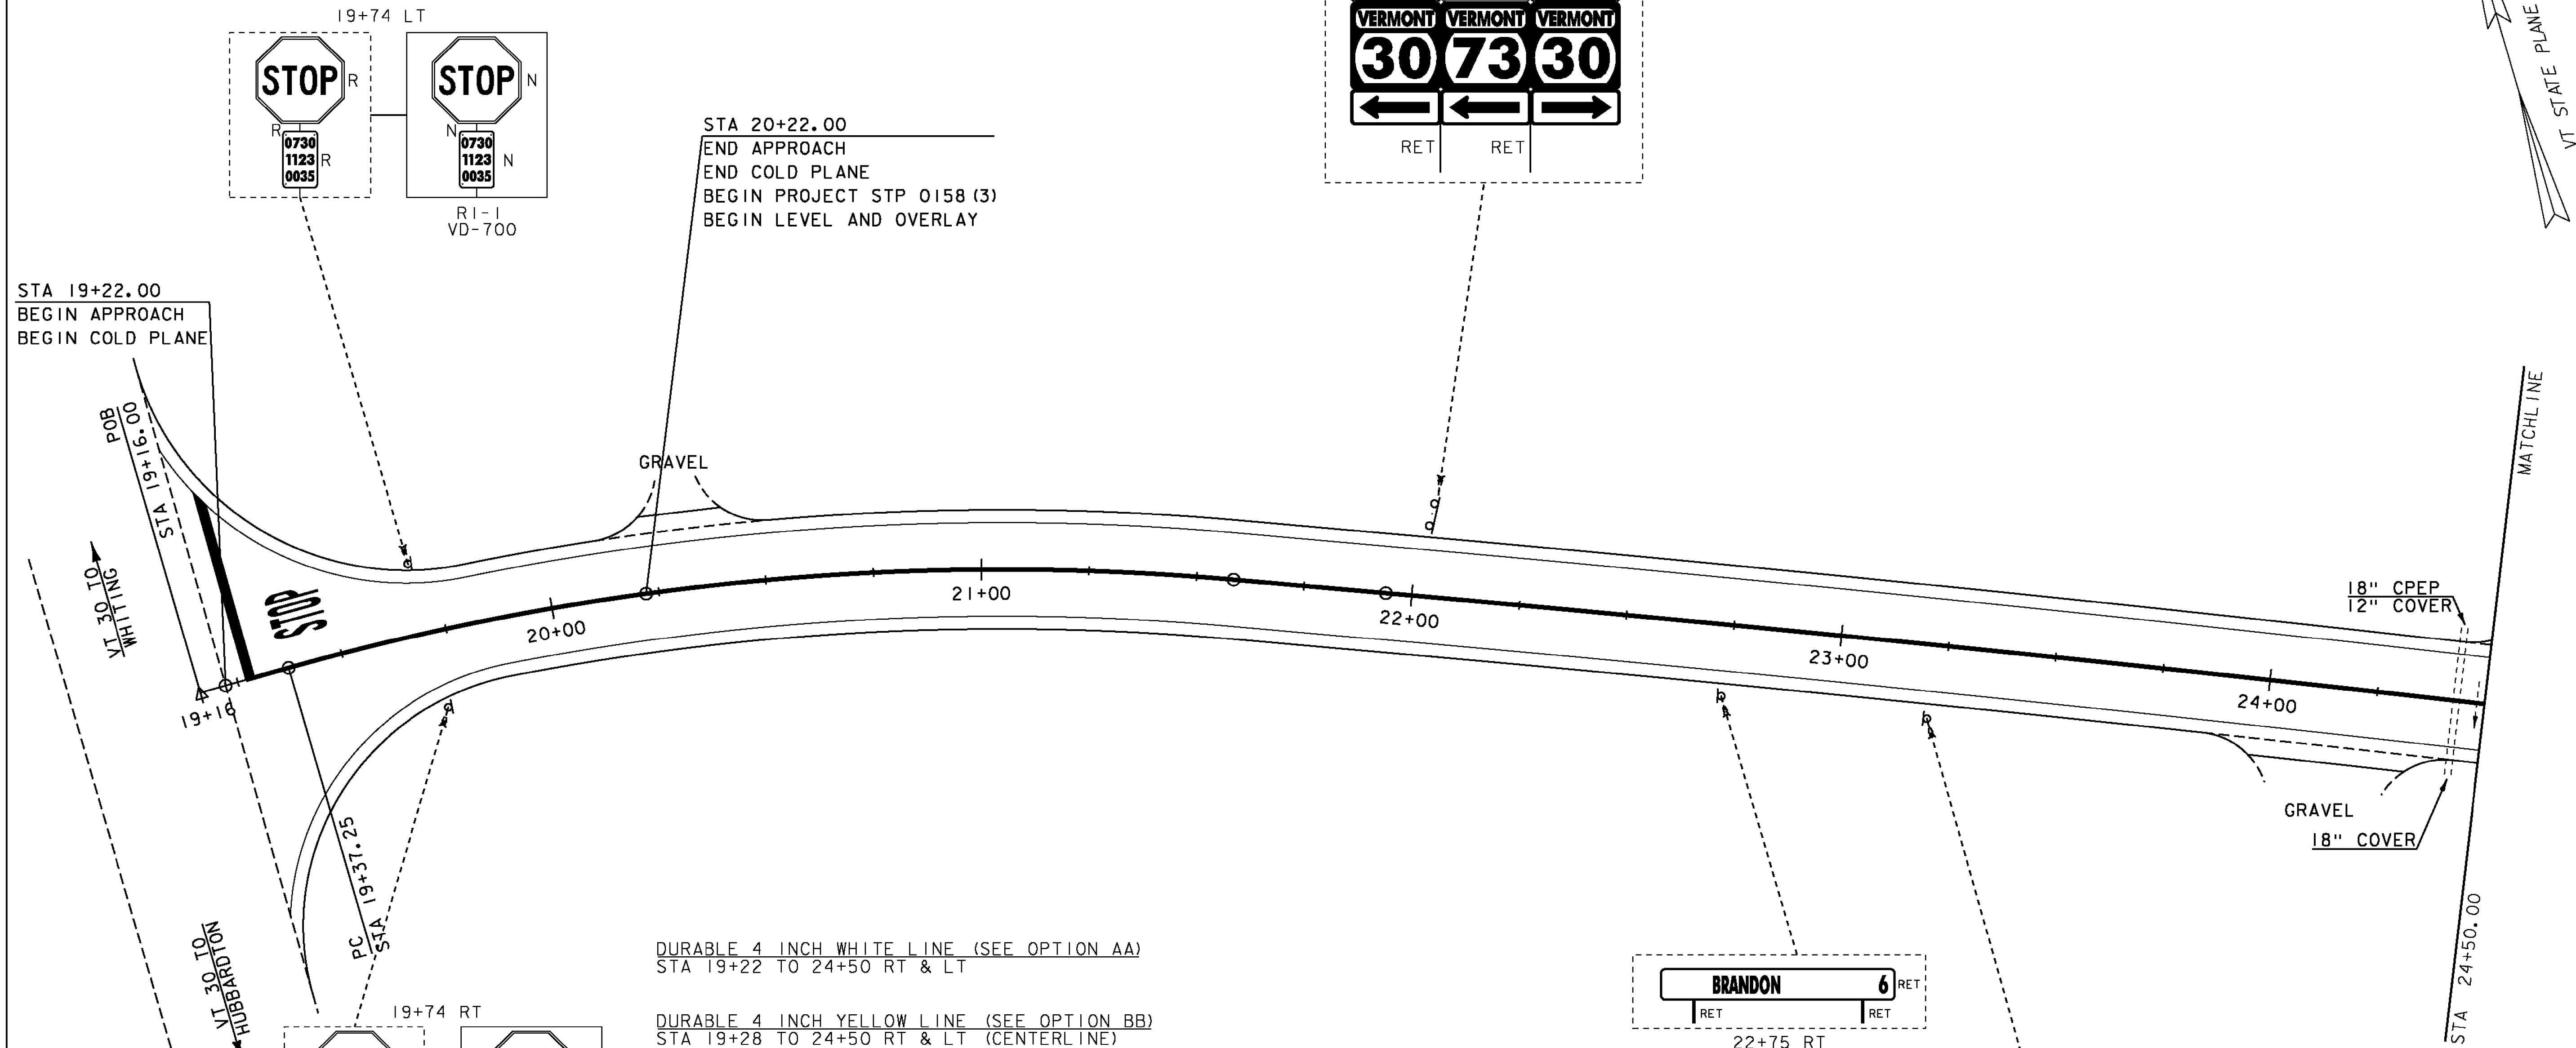 19+74 LT
STOP R
R
0730
1123 R
0035
STOP N
N
0730
1123 N
0035
R1-1
VD-700
STA 20+22.00
END APPROACH
END COLD PLANE
BEGIN PROJECT STP 0158(3)
BEGIN LEVEL AND OVERLAY
VERMONT VERMONT VERMONT
30 73 30
RET RET
VT STATE PLANE
STA 19+22.00
BEGIN APPROACH
BEGIN COLD PLANE
POB
STA 19+16.00
GRAVEL
MATCHLINE
VT 30 TO
WHITING
STOP
20+00
21+00
22+00
23+00
24+00
18" CPEP
12" COVER
19+16
PC
STA 19+37.25
GRAVEL
18" COVER
VT 30 TO
HUBBARDTON
DURABLE 4 INCH WHITE LINE (SEE OPTION AA)
STA 19+22 TO 24+50 RT & LT
DURABLE 4 INCH YELLOW LINE (SEE OPTION BB)
STA 19+28 TO 24+50 RT & LT (CENTERLINE)
19+74 RT
BRANDON 6 RET
RET RET
22+75 RT
STA 24+50.00